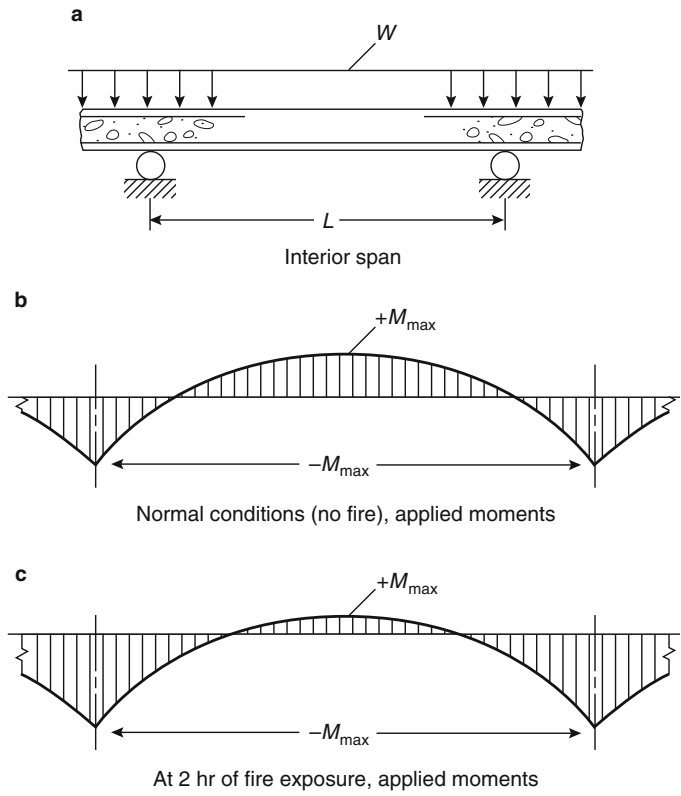 a
W
L
Interior span
b
+Mmax
−Mmax
Normal conditions (no fire), applied moments
c
+Mmax
−Mmax
At 2 hr of fire exposure, applied moments